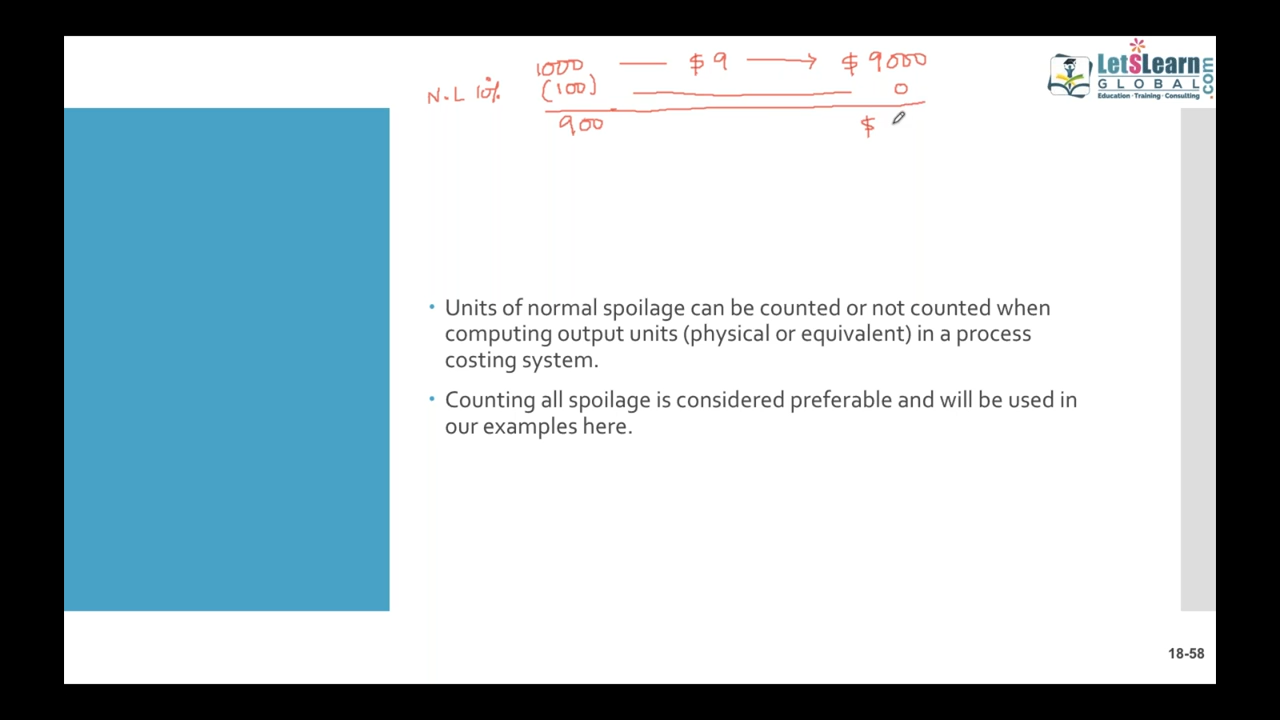 1000 — $ 9 → $ 9000
N.L 10% (100) — 0
900 $
LetSLearn
GLOBAL
.com
Education • Training • Consulting
• Units of normal spoilage can be counted or not counted when
computing output units (physical or equivalent) in a process
costing system.
• Counting all spoilage is considered preferable and will be used in
our examples here.
18-58